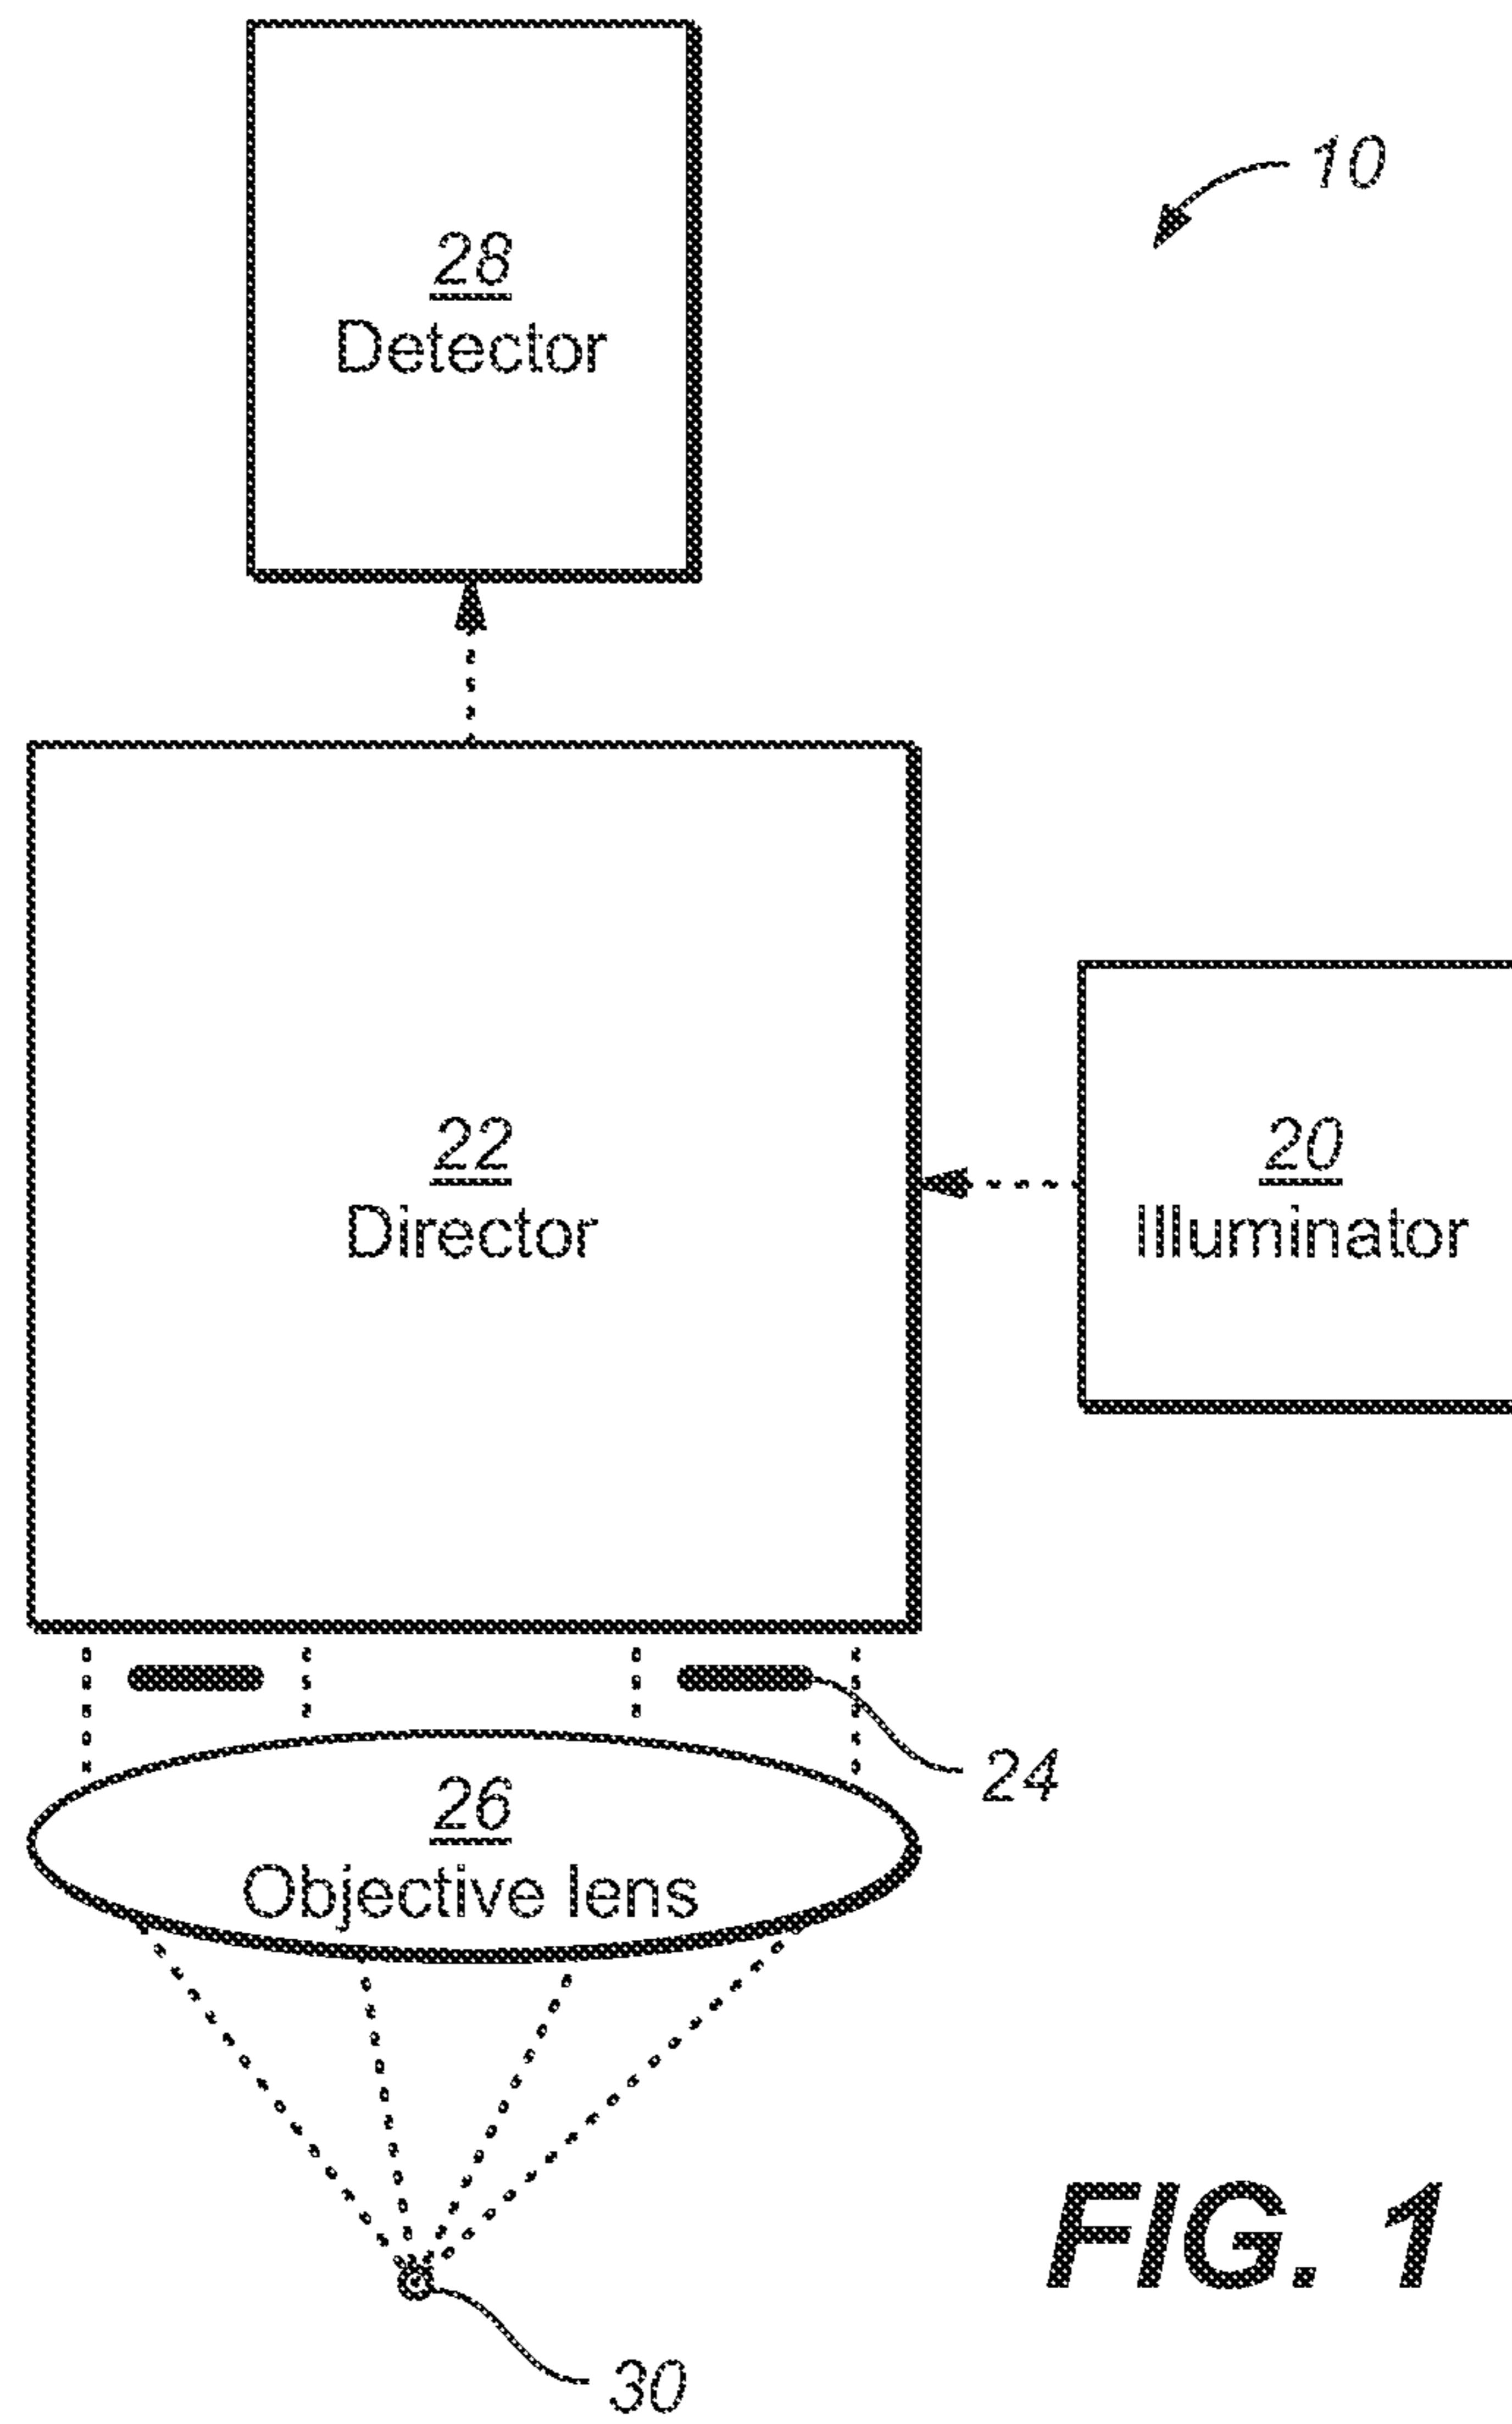 10
28
Detector
22
Director
20
Illuminator
24
26
Objective lens
30
FIG. 1